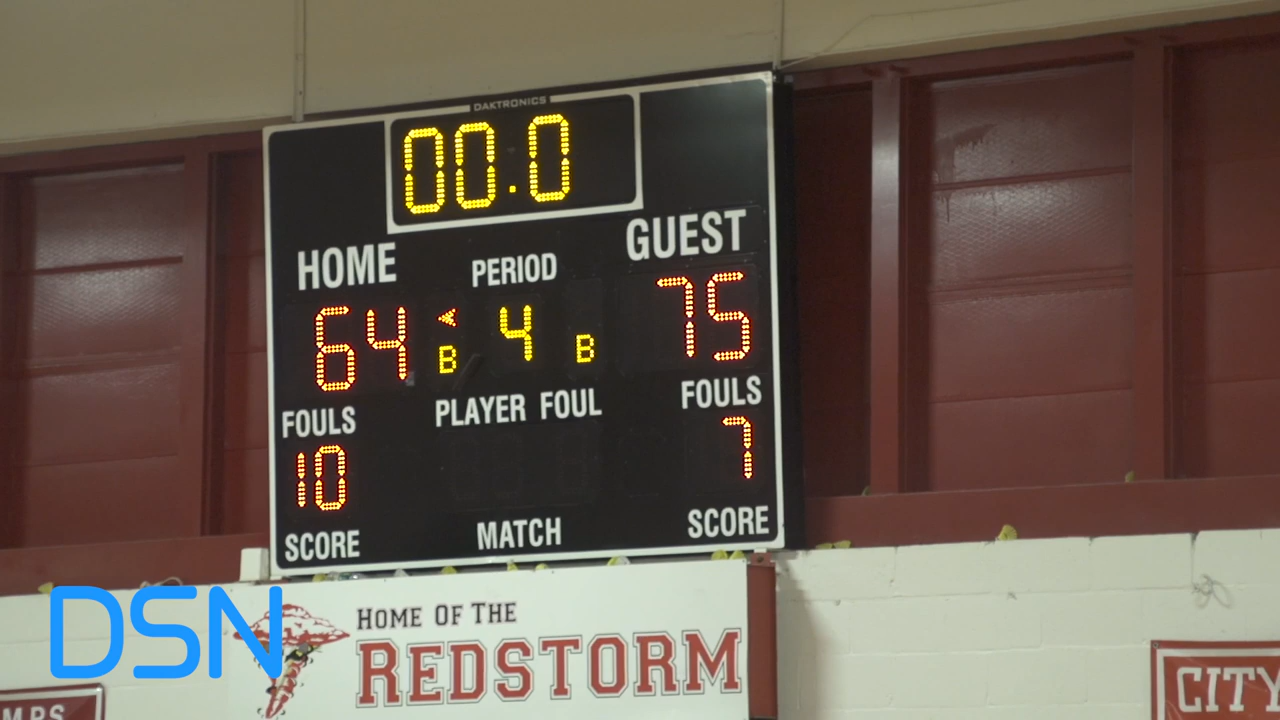 DAKTRONICS
00.0
HOME
PERIOD
GUEST
64
B
4
B
75
FOULS
PLAYER FOUL
FOULS
10
7
SCORE
MATCH
SCORE
DSN
HOME OF THE
REDSTORM
CITY